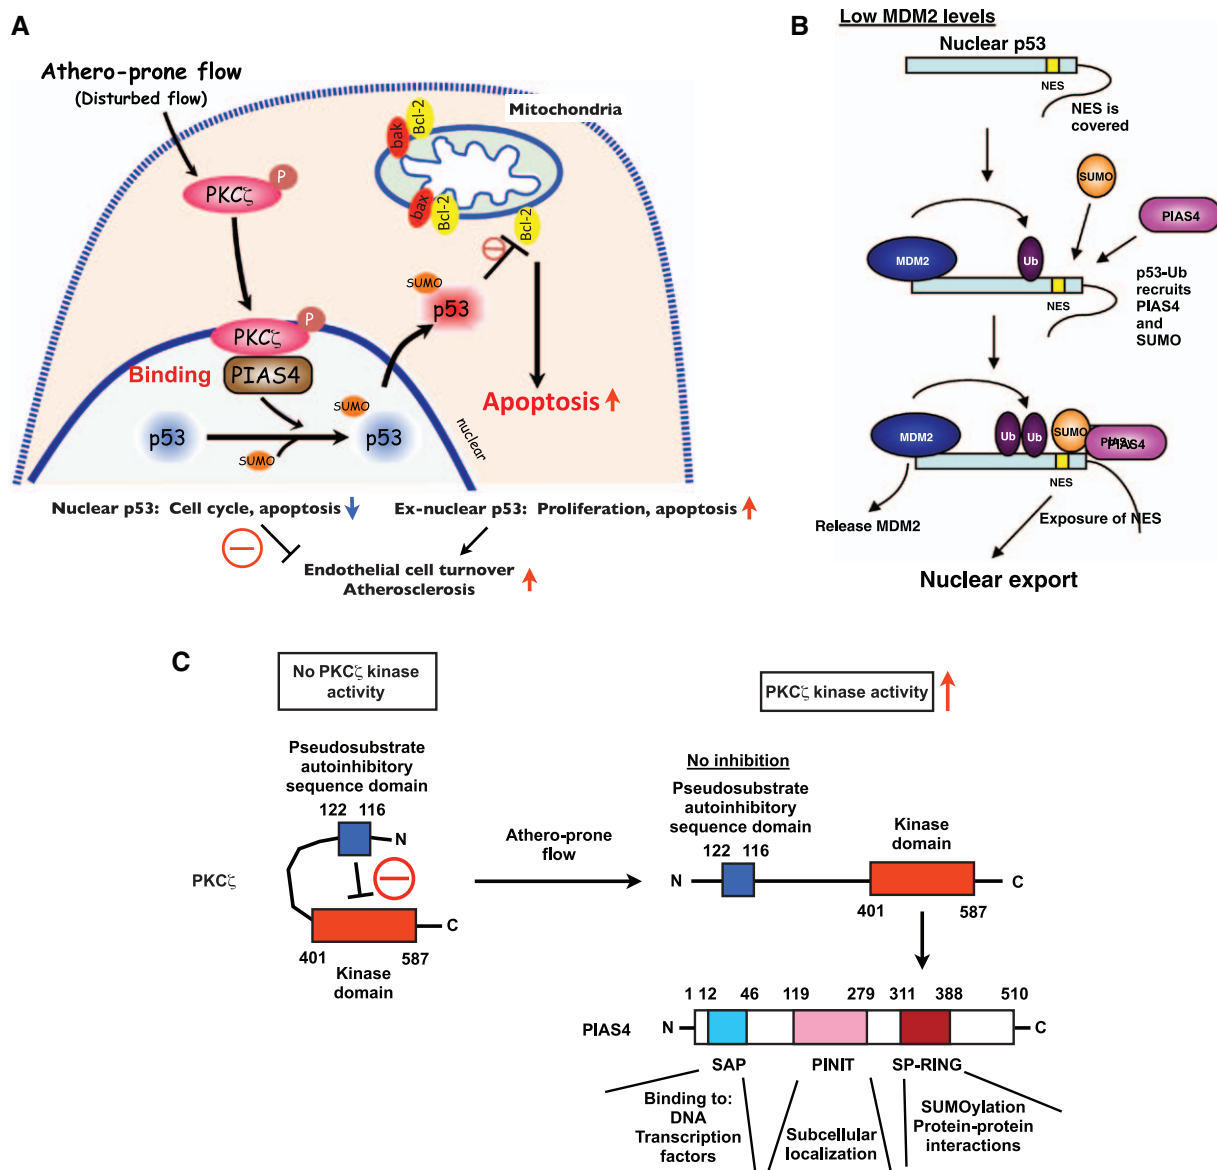 A
Athero-prone flow
(Disturbed flow)
PKCζ
P
Mitochondria
bak
Bcl-2
bax
Bcl-2
Bcl-2
SUMO
p53
PKCζ
P
Binding
PIAS4
SUMO
p53
p53
SUMO
Apoptosis
nuclear
Nuclear p53: Cell cycle, apoptosis
Ex-nuclear p53: Proliferation, apoptosis
Endothelial cell turnover
Atherosclerosis
B
Low MDM2 levels
Nuclear p53
NES
NES is
covered
SUMO
PIAS4
MDM2
Ub
NES
p53-Ub
recruits
PIAS4
and
SUMO
MDM2
Ub
Ub
SUMO
PIAS4
NES
Release MDM2
Exposure of NES
Nuclear export
C
No PKCζ kinase
activity
PKCζ kinase activity
Pseudosubstrate
autoinhibitory
sequence domain
122 116
N
PKCζ
C
401 587
Kinase
domain
Athero-prone
flow
No inhibition
Pseudosubstrate
autoinhibitory
sequence domain
122 116
Kinase
domain
N
C
401 587
1 12 46 119 279 311 388 510
PIAS4 N C
SAP PINIT SP-RING
Binding to:
DNA
Transcription
factors
Subcellular
localization
SUMOylation
Protein-protein
interactions